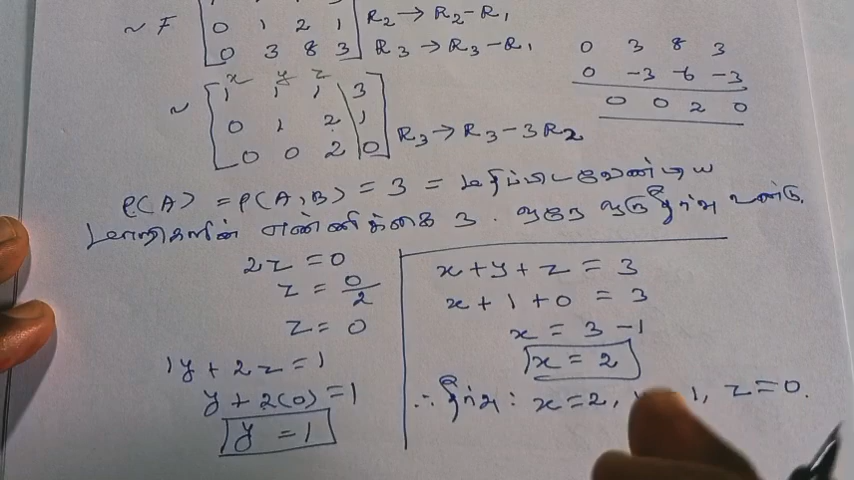 ~ F [ 0 1 2 1 R₂ → R₂-R₁
0 3 8 3 ] R₃ → R₃-R₁
0 3 8 3
0 -3 -6 -3
0 0 2 0
x y z
~ [ 1 1 1 3
0 1 2 1
0 0 2 0 ] R₃ → R₃-3R₂
ρ(A) = ρ(A,B) = 3 = மதிப்பிடவேண்டிய
மாறிகளின் எண்ணிக்கை 3. ஒரே ஒரு தீர்வு உண்டு.
2z = 0
z = 0/2
z = 0
1y + 2z = 1
y + 2(0) = 1
y = 1
x + y + z = 3
x + 1 + 0 = 3
x = 3 - 1
x = 2
∴ தீர்வு : x = 2, 1, z = 0.